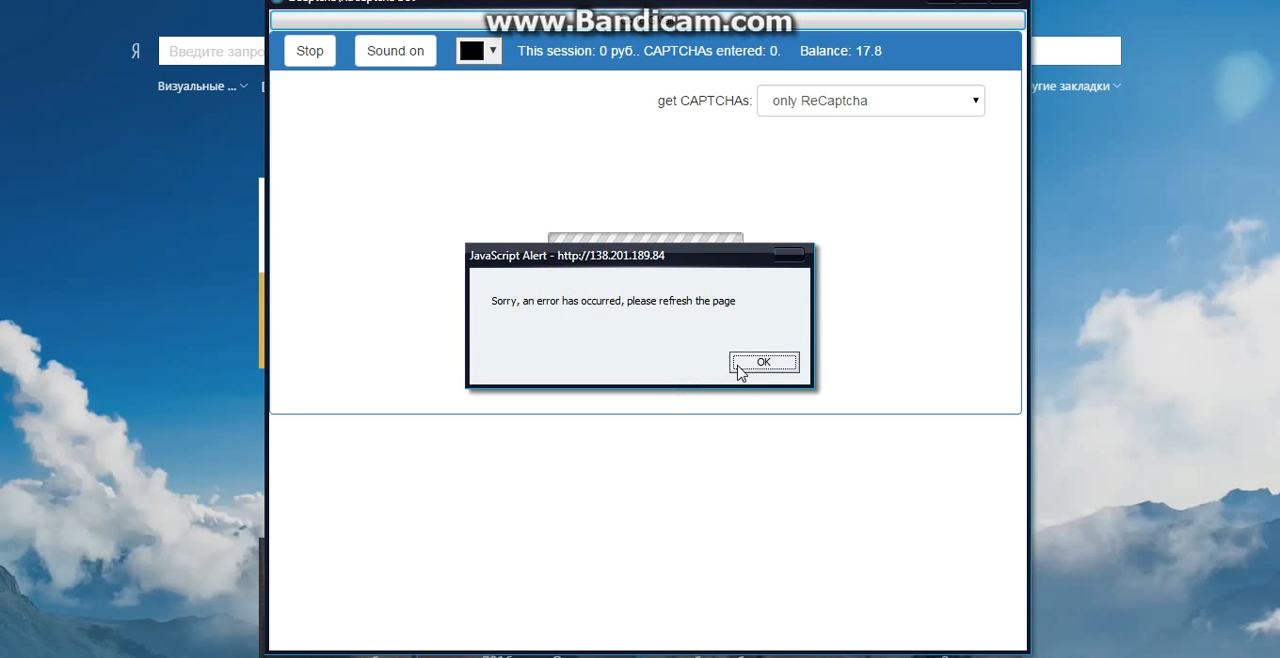 www.Bandicam.com
Я
Введите запро
Stop
Sound on
This session: 0 руб.. CAPTCHAs entered: 0. Balance: 17.8
Визуальные ...
угие закладки
get CAPTCHAs:
only ReCaptcha
JavaScript Alert - http://138.201.189.84
Sorry, an error has occurred, please refresh the page
OK